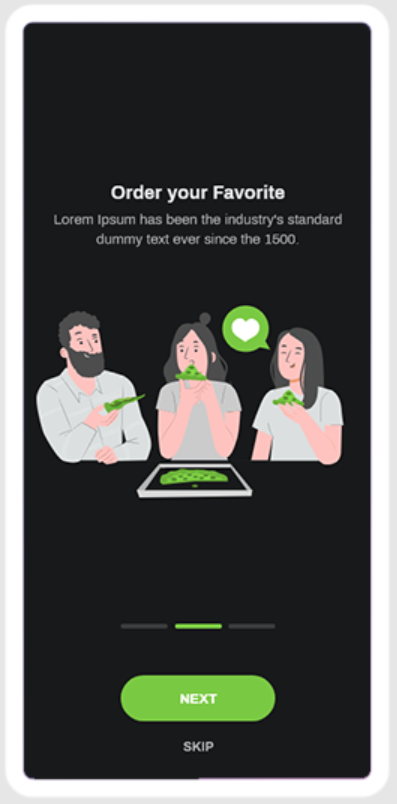 Order your Favorite
Lorem Ipsum has been the industry's standard
dummy text ever since the 1500.
NEXT
SKIP